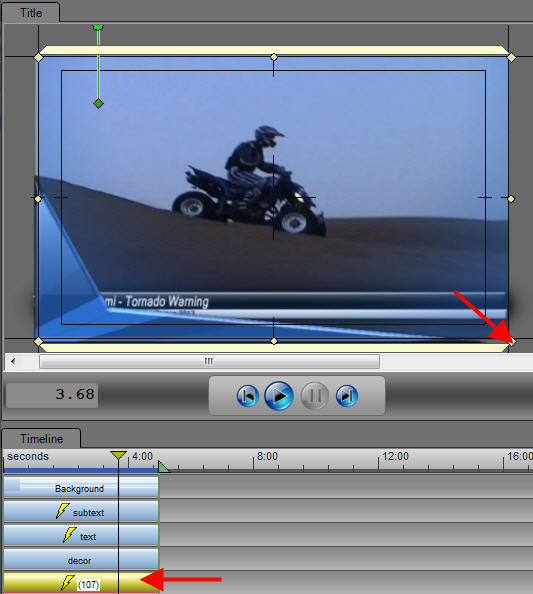 Title
mi - Tornado Warning
3.68
Timeline
seconds 4:00 8:00 12:00 16:00
Background
subtext
text
decor
(107)